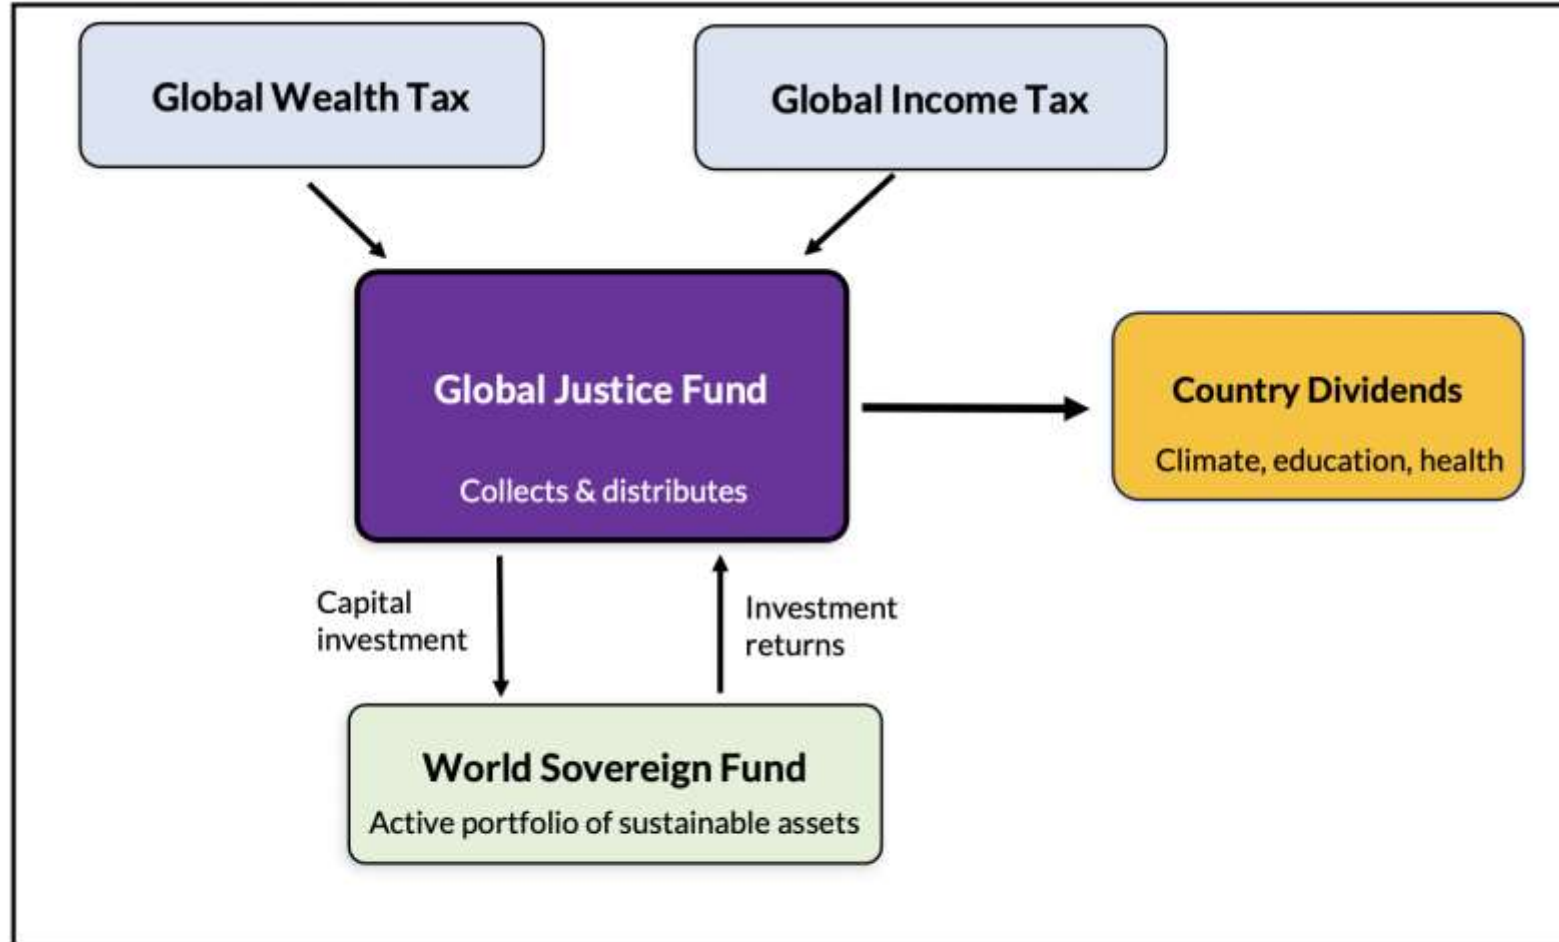 Global Wealth Tax
Global Income Tax
Global Justice Fund
Collects & distributes
Country Dividends
Climate, education, health
Capital
investment
Investment
returns
World Sovereign Fund
Active portfolio of sustainable assets